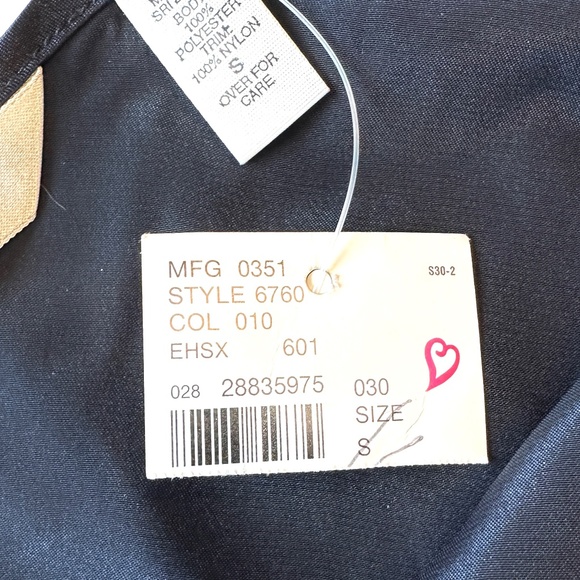 BODY:
100%
POLYESTER
TRIM:
100% NYLON
S
OVER FOR
CARE
MFG 0351
S30-2
STYLE 6760
COL 010
EHSX 601
028 28835975 030
SIZE
S